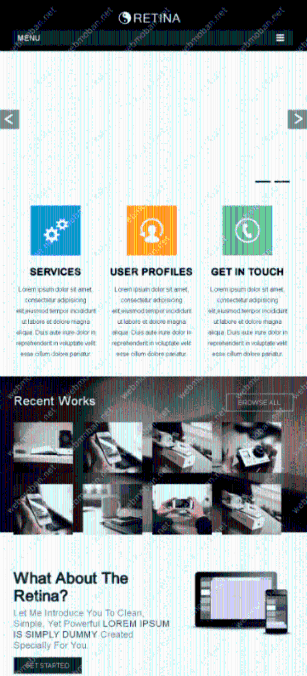 RETINA
MENU
SERVICES
USER PROFILES
GET IN TOUCH
Lorem ipsum dolor sit amet,
consectetur adipisicing
elit,eiusmod tempor incididunt
ut labore et dolore magna
aliqua. Duis aute irure dolor in
reprehenderit in voluptate velit
esse cillum dolore pariatur.
Lorem ipsum dolor sit amet,
consectetur adipisicing
elit,eiusmod tempor incididunt
ut labore et dolore magna
aliqua. Duis aute irure dolor in
reprehenderit in voluptate velit
esse cillum dolore pariatur.
Lorem ipsum dolor sit amet,
consectetur adipisicing
elit,eiusmod tempor incididunt
ut labore et dolore magna
aliqua. Duis aute irure dolor in
reprehenderit in voluptate velit
esse cillum dolore pariatur.
Recent Works
BROWSE ALL
What About The
Retina?
Let Me Introduce You To Clean,
Simple, Yet Powerful LOREM IPSUM
IS SIMPLY DUMMY Created
Specially For You.
GET STARTED